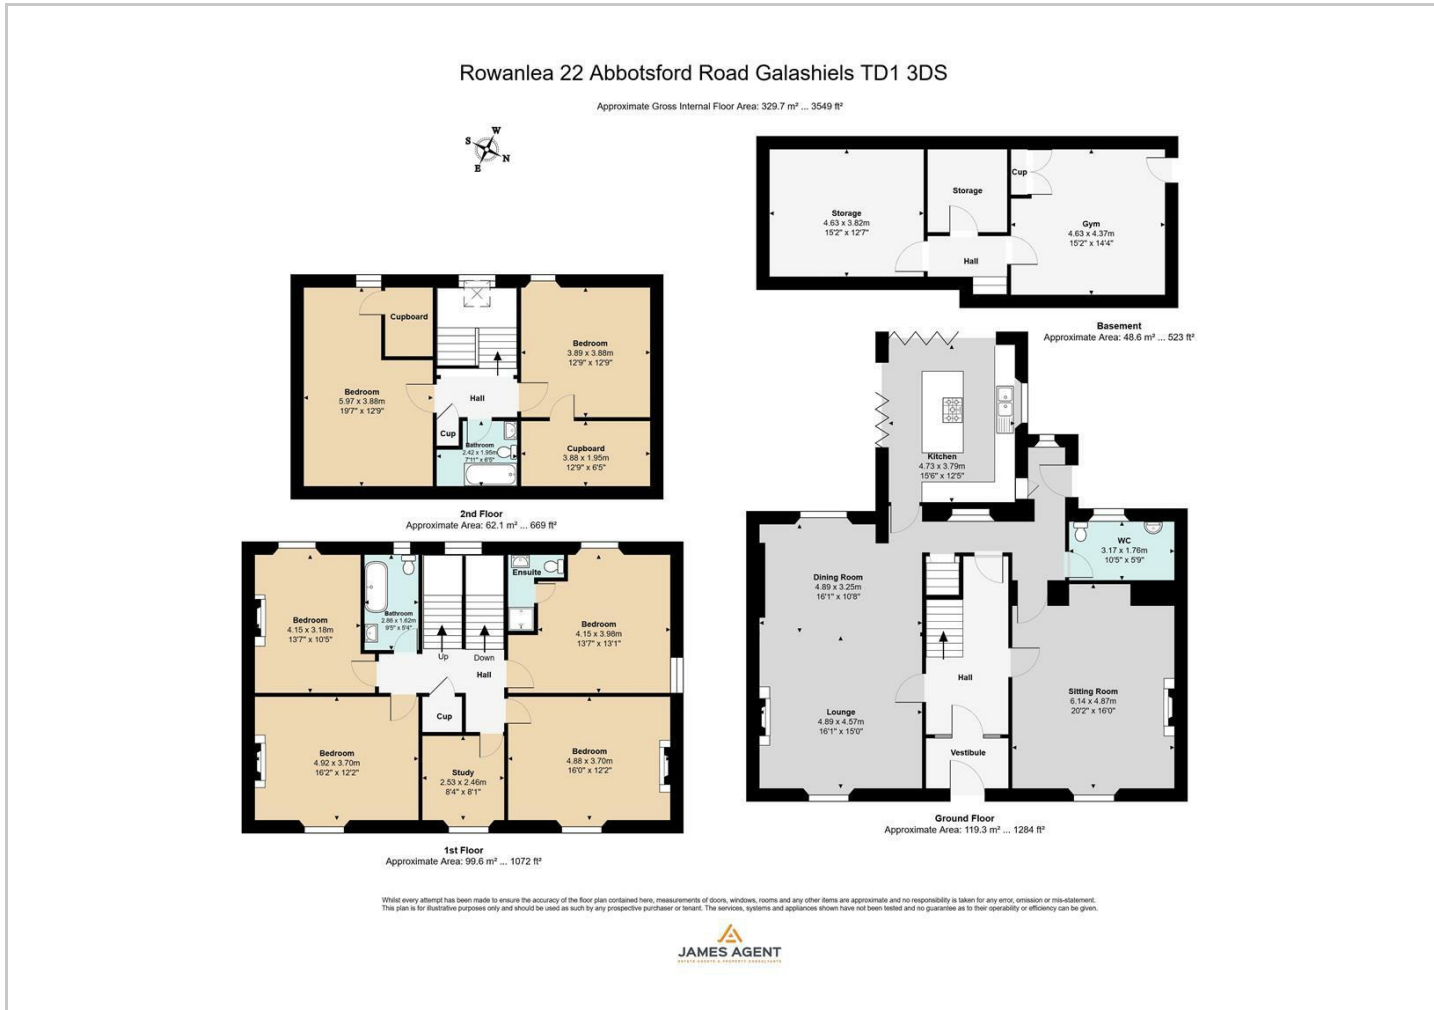 Rowanlea 22 Abbotsford Road Galashiels TD1 3DS
Approximate Gross Internal Floor Area: 329.7 m² ... 3549 ft²
W
S
N
E
Storage
4.63 x 3.82m
15'2" x 12'7"
Storage
Cup
Gym
4.63 x 4.37m
15'2" x 14'4"
Hall
Basement
Approximate Area: 48.6 m² ... 523 ft²
Cupboard
Bedroom
5.97 x 3.88m
19'7" x 12'9"
Hall
Cup
Bathroom
2.42 x 1.95m
7'11" x 6'5"
Bedroom
3.89 x 3.88m
12'9" x 12'9"
Cupboard
3.88 x 1.95m
12'9" x 6'5"
2nd Floor
Approximate Area: 62.1 m² ... 669 ft²
Kitchen
4.73 x 3.79m
15'6" x 12'5"
WC
3.17 x 1.76m
10'5" x 5'9"
Dining Room
4.89 x 3.25m
16'1" x 10'8"
Lounge
4.89 x 4.57m
16'1" x 15'0"
Hall
Vestibule
Sitting Room
6.14 x 4.87m
20'2" x 16'0"
Ground Floor
Approximate Area: 119.3 m² ... 1284 ft²
Bedroom
4.15 x 3.18m
13'7" x 10'5"
Bathroom
2.86 x 1.62m
9'5" x 5'4"
Ensuite
Bedroom
4.15 x 3.98m
13'7" x 13'1"
Up
Down
Hall
Cup
Bedroom
4.92 x 3.70m
16'2" x 12'2"
Study
2.53 x 2.46m
8'4" x 8'1"
Bedroom
4.88 x 3.70m
16'0" x 12'2"
1st Floor
Approximate Area: 99.6 m² ... 1072 ft²
Whilst every attempt has been made to ensure the accuracy of the floor plan contained here, measurements of doors, windows, rooms and any other items are approximate and no responsibility is taken for any error, omission or mis-statement.
This plan is for illustrative purposes only and should be used as such by any prospective purchaser or tenant. The services, systems and appliances shown have not been tested and no guarantee as to their operability or efficiency can be given.
JAMES AGENT
ESTATE AGENTS & PROPERTY CONSULTANTS